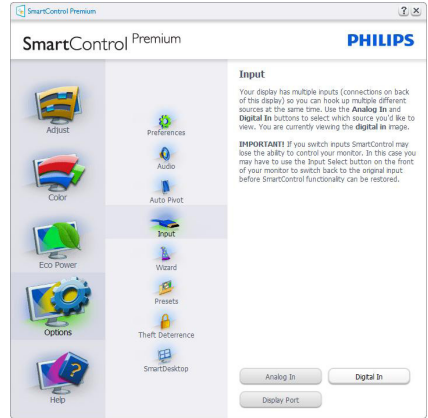 SmartControl Premium
SmartControl Premium
PHILIPS
Adjust
Color
Eco Power
Options
Help
Preferences
Audio
Auto Pivot
Input
Wizard
Presets
Theft Deterrence
SmartDesktop
Input
Your display has multiple inputs (connections on back
of this display) so you can hook up multiple different
sources at the same time. Use the Analog In and
Digital In buttons to select which source you'd like to
view. You are currently viewing the digital in image.
IMPORTANT! If you switch inputs SmartControl may
lose the ability to control your monitor. In this case you
may have to use the Input Select button on the front
of your monitor to switch back to the original input
before SmartControl functionality can be restored.
Analog In
Digital In
Display Port